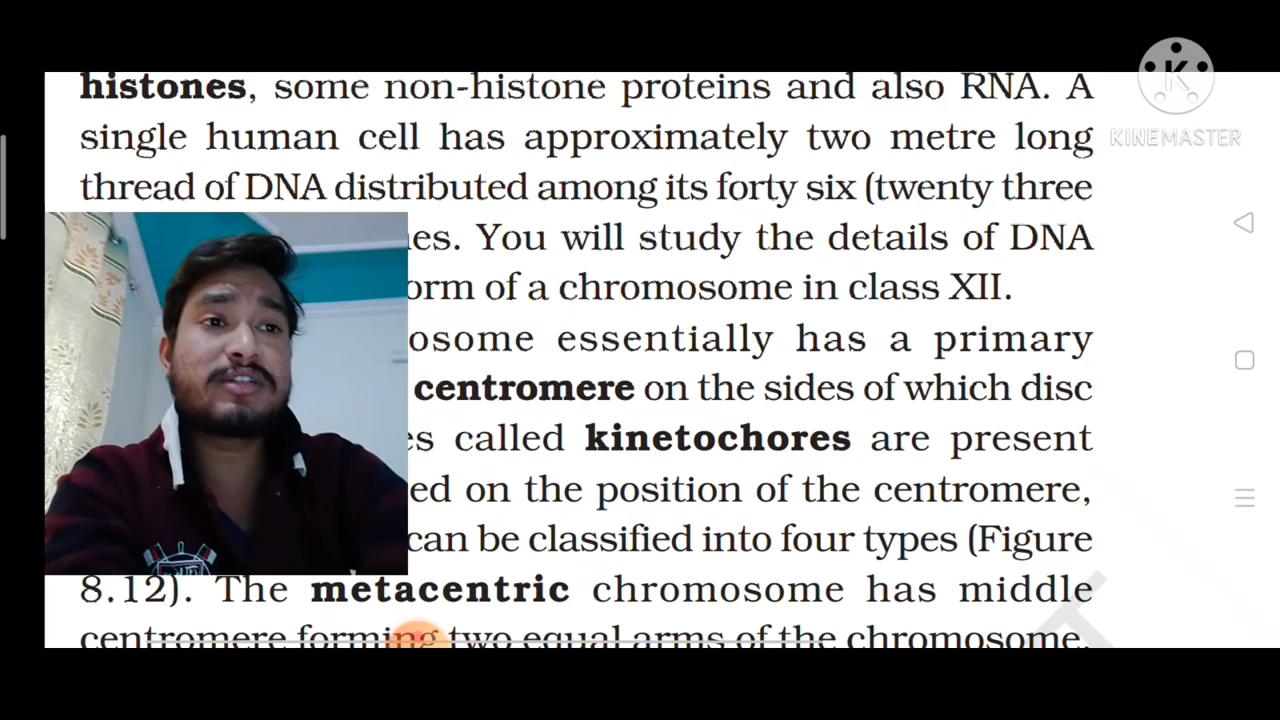 histones, some non-histone proteins and also RNA. A
single human cell has approximately two metre long
thread of DNA distributed among its forty six (twenty three
es. You will study the details of DNA
orm of a chromosome in class XII.
osome essentially has a primary
centromere on the sides of which disc
es called kinetochores are present
ed on the position of the centromere,
can be classified into four types (Figure
8.12). The metacentric chromosome has middle
centromere forming two equal arms of the chromosome.
K
KINEMASTER